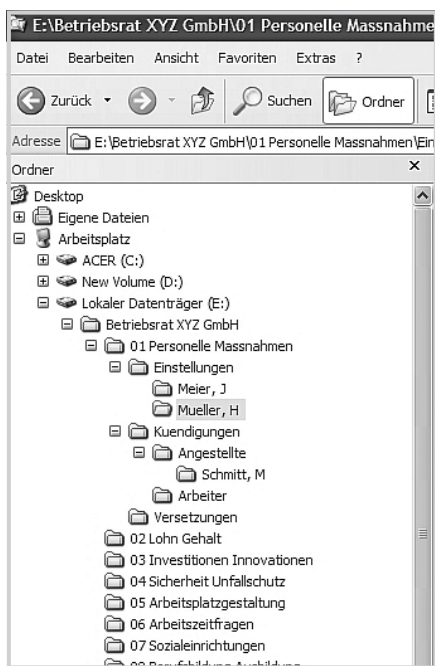 E:\Betriebsrat XYZ GmbH\01 Personelle Massnahme
Datei Bearbeiten Ansicht Favoriten Extras ?
Zurück Suchen Ordner
Adresse E:\Betriebsrat XYZ GmbH\01 Personelle Massnahmen\Ein
Ordner
Desktop
Eigene Dateien
Arbeitsplatz
ACER (C:)
New Volume (D:)
Lokaler Datenträger (E:)
Betriebsrat XYZ GmbH
01 Personelle Massnahmen
Einstellungen
Meier, J
Mueller, H
Kuendigungen
Angestellte
Schmitt, M
Arbeiter
Versetzungen
02 Lohn Gehalt
03 Investitionen Innovationen
04 Sicherheit Unfallschutz
05 Arbeitsplatzgestaltung
06 Arbeitszeitfragen
07 Sozialeinrichtungen